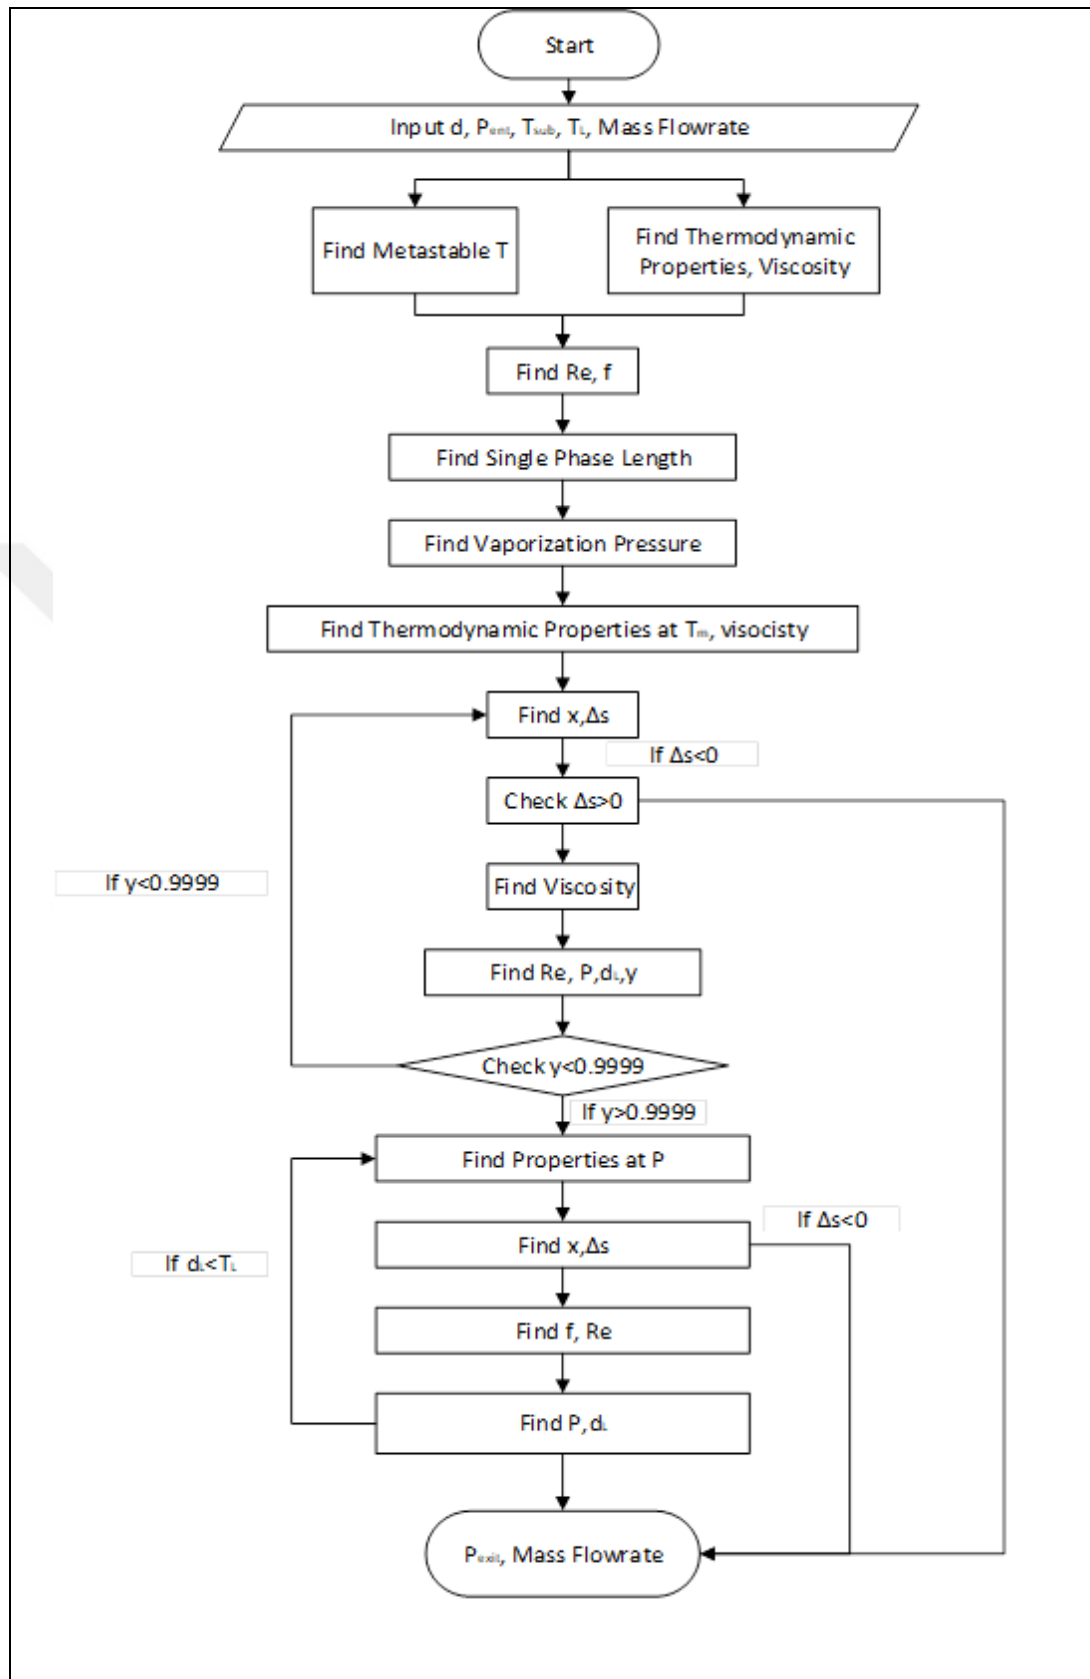 Start
Input d, Pent, Tsub, TL, Mass Flowrate
Find Metastable T
Find Thermodynamic
Properties, Viscosity
Find Re, f
Find Single Phase Length
Find Vaporization Pressure
Find Thermodynamic Properties at Tm, visocisty
Find x,Δs
If Δs<0
Check Δs>0
If y<0.9999
Find Viscosity
Find Re, P,dL,y
Check y<0.9999
If y>0.9999
Find Properties at P
If Δs<0
Find x,Δs
If dL<TL
Find f, Re
Find P,dL
Pexit, Mass Flowrate